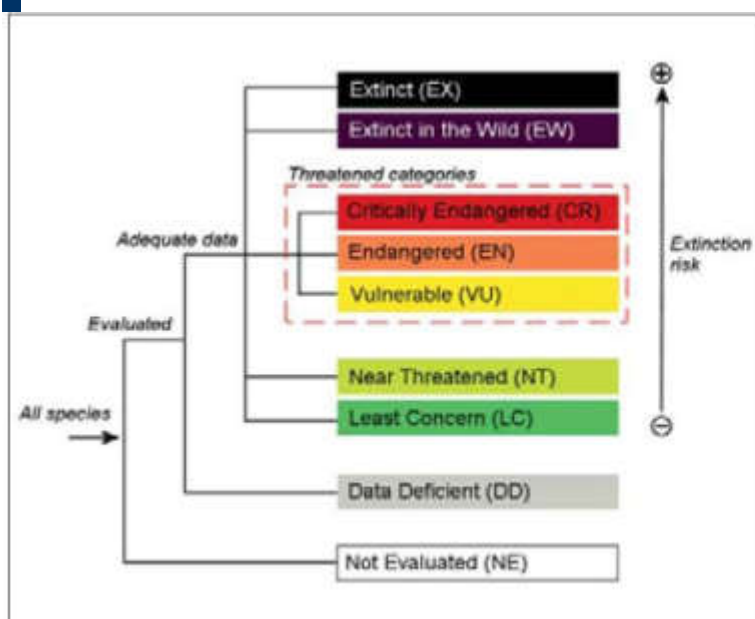 Extinct (EX)
Extinct in the Wild (EW)
Threatened categories
Critically Endangered (CR)
Adequate data
Endangered (EN)
Extinction
risk
Vulnerable (VU)
Evaluated
Near Threatened (NT)
All species
Least Concern (LC)
Data Deficient (DD)
Not Evaluated (NE)